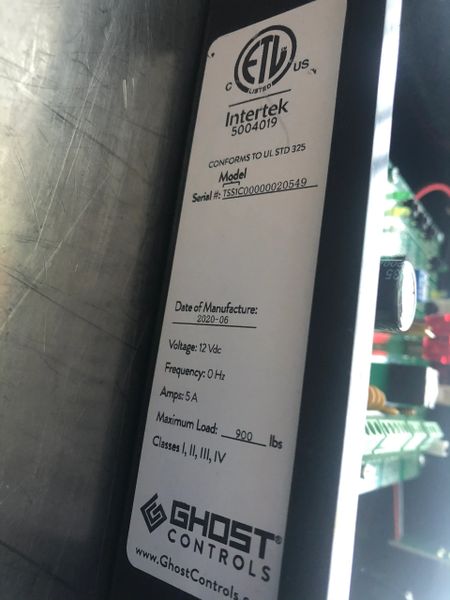 ETL
C US
LISTED
Intertek
5004019
CONFORMS TO UL STD 325
Model
Serial #: TSS1C00000020549
Date of Manufacture:
2020-06
Voltage: 12 Vdc
Frequency: 0 Hz
Amps: 5 A
Maximum Load: 900 lbs
Classes I, II, III, IV
GHOST®
CONTROLS
www.GhostControls.c